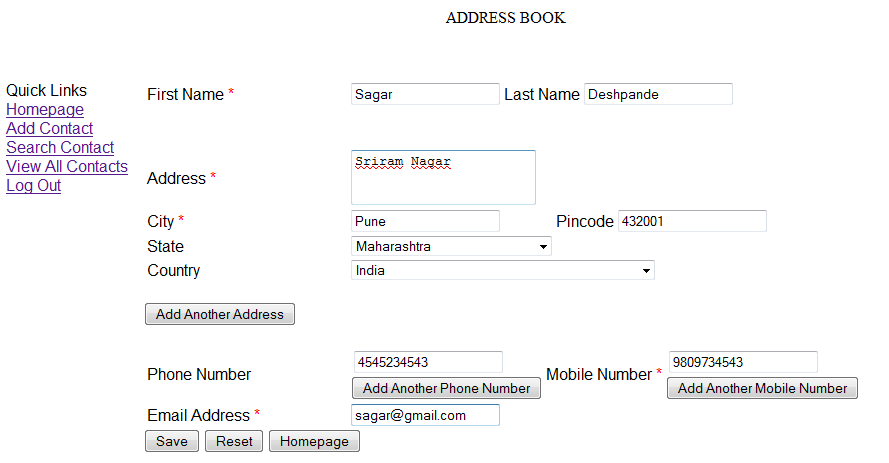 ADDRESS BOOK
Quick Links
Homepage
Add Contact
Search Contact
View All Contacts
Log Out
First Name * Sagar Last Name Deshpande
Address * Sriram Nagar
City * Pune Pincode 432001
State Maharashtra
Country India
Add Another Address
Phone Number 4545234543 Mobile Number * 9809734543
Add Another Phone Number Add Another Mobile Number
Email Address * sagar@gmail.com
Save Reset Homepage